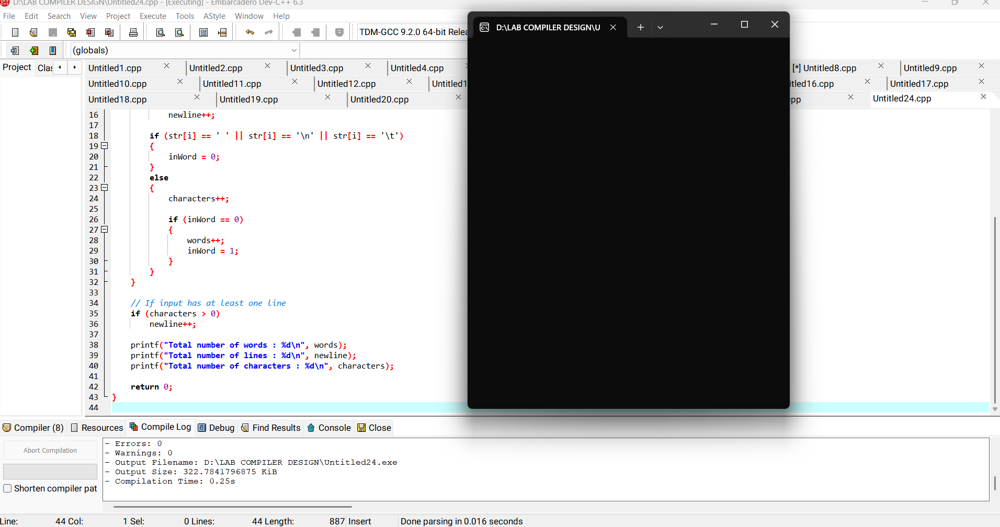 D:\LAB COMPILER DESIGN\Untitled24.cpp - [Executing] - Embarcadero Dev-C++ 6.3
File Edit Search View Project Execute Tools AStyle Window Help
TDM-GCC 9.2.0 64-bit Relea
(globals)
Project Clas
Untitled1.cpp Untitled2.cpp Untitled3.cpp Untitled4.cpp [*] Untitled8.cpp Untitled9.cpp
Untitled10.cpp Untitled11.cpp Untitled12.cpp Untitled1 itled16.cpp Untitled17.cpp
Untitled18.cpp Untitled19.cpp Untitled20.cpp cpp Untitled24.cpp
D:\LAB COMPILER DESIGN\U
16 newline++;
17
18 if (str[i] == ' ' || str[i] == '\n' || str[i] == '\t')
19 {
20 inWord = 0;
21 }
22 else
23 {
24 characters++;
25
26 if (inWord == 0)
27 {
28 words++;
29 inWord = 1;
30 }
31 }
32 }
33
34 // If input has at least one line
35 if (characters > 0)
36 newline++;
37
38 printf("Total number of words : %d\n", words);
39 printf("Total number of lines : %d\n", newline);
40 printf("Total number of characters : %d\n", characters);
41
42 return 0;
43 }
44
Compiler (8) Resources Compile Log Debug Find Results Console Close
Abort Compilation
Shorten compiler pat
- Errors: 0
- Warnings: 0
- Output Filename: D:\LAB COMPILER DESIGN\Untitled24.exe
- Output Size: 322.7841796875 KiB
- Compilation Time: 0.25s
Line: 44 Col: 1 Sel: 0 Lines: 44 Length: 887 Insert Done parsing in 0.016 seconds